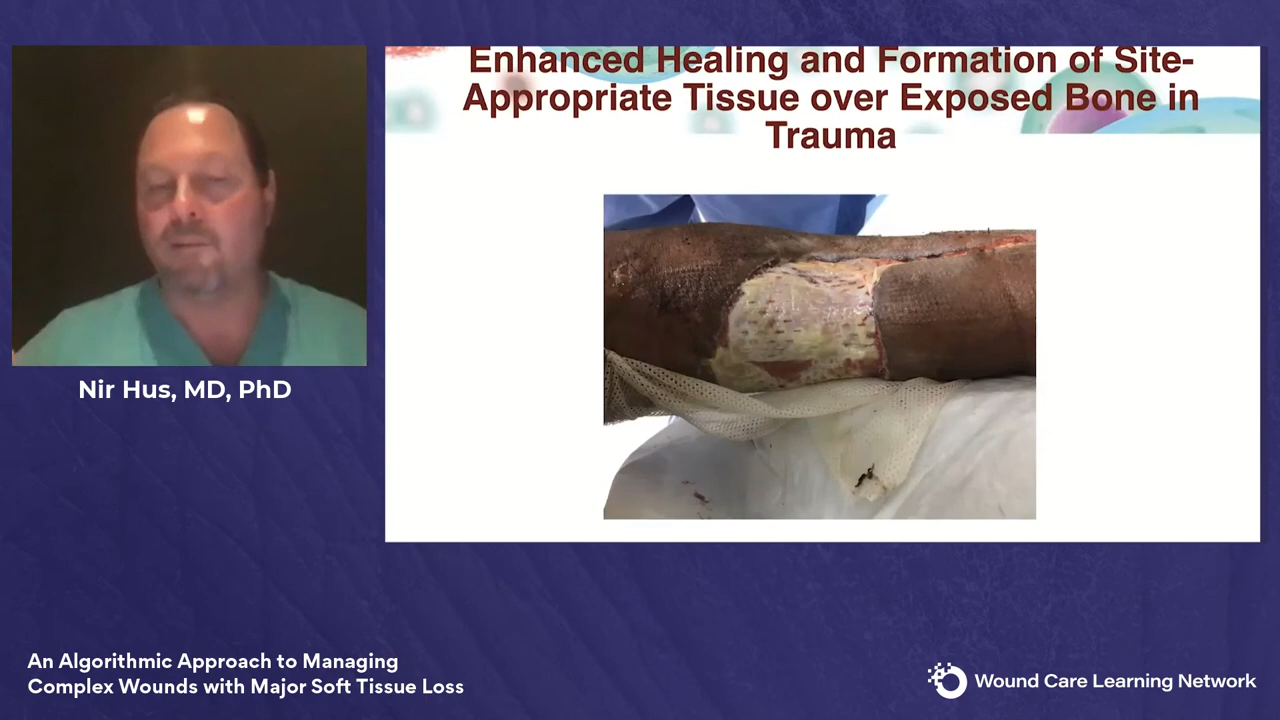 Enhanced Healing and Formation of Site-
Appropriate Tissue over Exposed Bone in
Trauma
Nir Hus, MD, PhD
An Algorithmic Approach to Managing
Complex Wounds with Major Soft Tissue Loss
Wound Care Learning Network